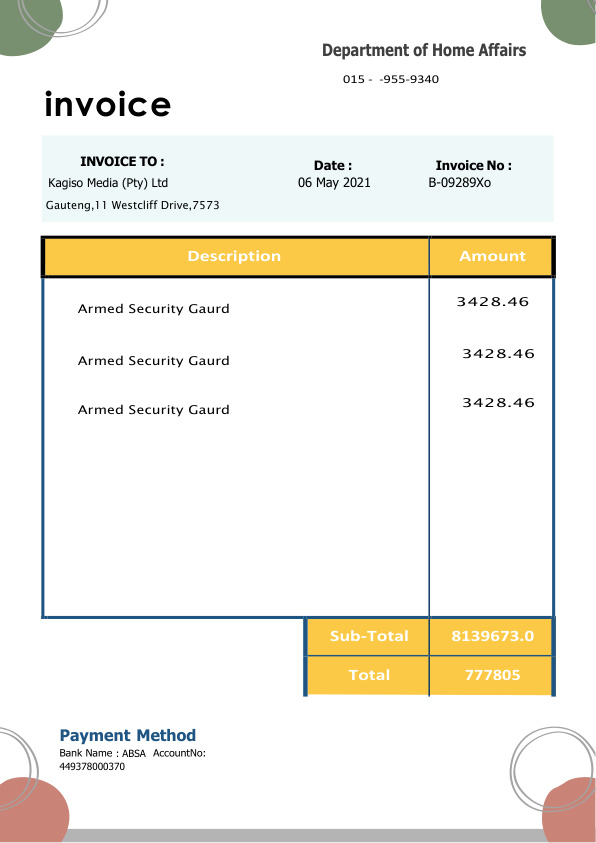 Department of Home Affairs
015 - -955-9340
invoice
INVOICE TO : Date : Invoice No :
Kagiso Media (Pty) Ltd 06 May 2021 B-09289Xo
Gauteng,11 Westcliff Drive,7573
Description Amount
Armed Security Gaurd 3428.46
Armed Security Gaurd 3428.46
Armed Security Gaurd 3428.46
Sub-Total 8139673.0
Total 777805
Payment Method
Bank Name : ABSA AccountNo:
449378000370